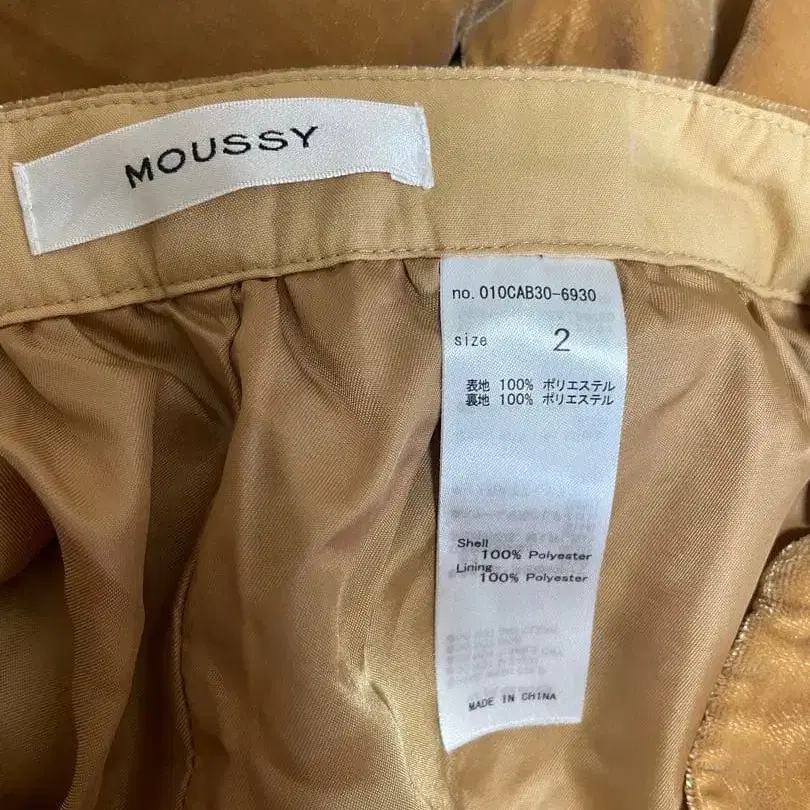 MOUSSY
no. 010CAB30-6930
size 2
表地 100% ポリエステル
裏地 100% ポリエステル
Shell
100% Polyester
Lining
100% Polyester
MADE IN CHINA